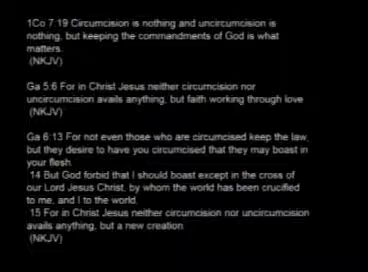 1Co 7:19 Circumcision is nothing and uncircumcision is
nothing, but keeping the commandments of God is what
matters.
(NKJV)
Ga 5:6 For in Christ Jesus neither circumcision nor
uncircumcision avails anything, but faith working through love
(NKJV)
Ga 6:13 For not even those who are circumcised keep the law,
but they desire to have you circumcised that they may boast in
your flesh.
14 But God forbid that I should boast except in the cross of
our Lord Jesus Christ, by whom the world has been crucified
to me, and I to the world.
15 For in Christ Jesus neither circumcision nor uncircumcision
avails anything, but a new creation.
(NKJV)